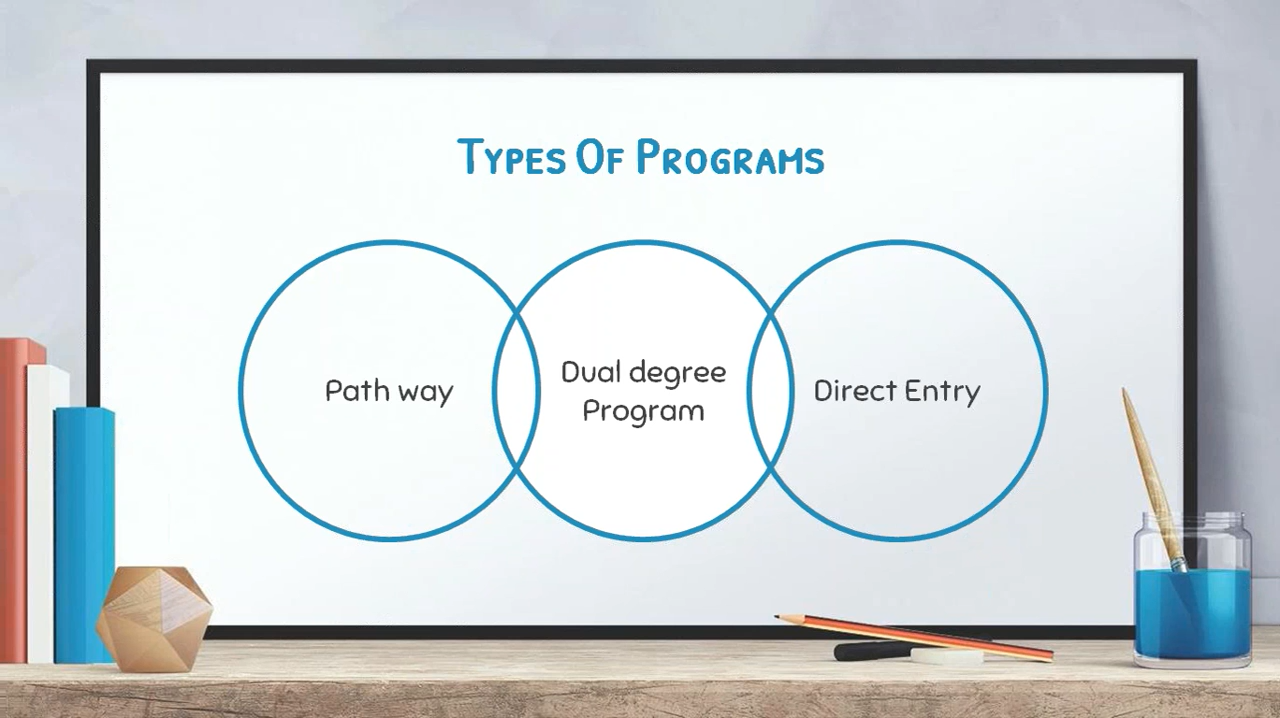 Types Of Programs
Path way
Dual degree
Program
Direct Entry